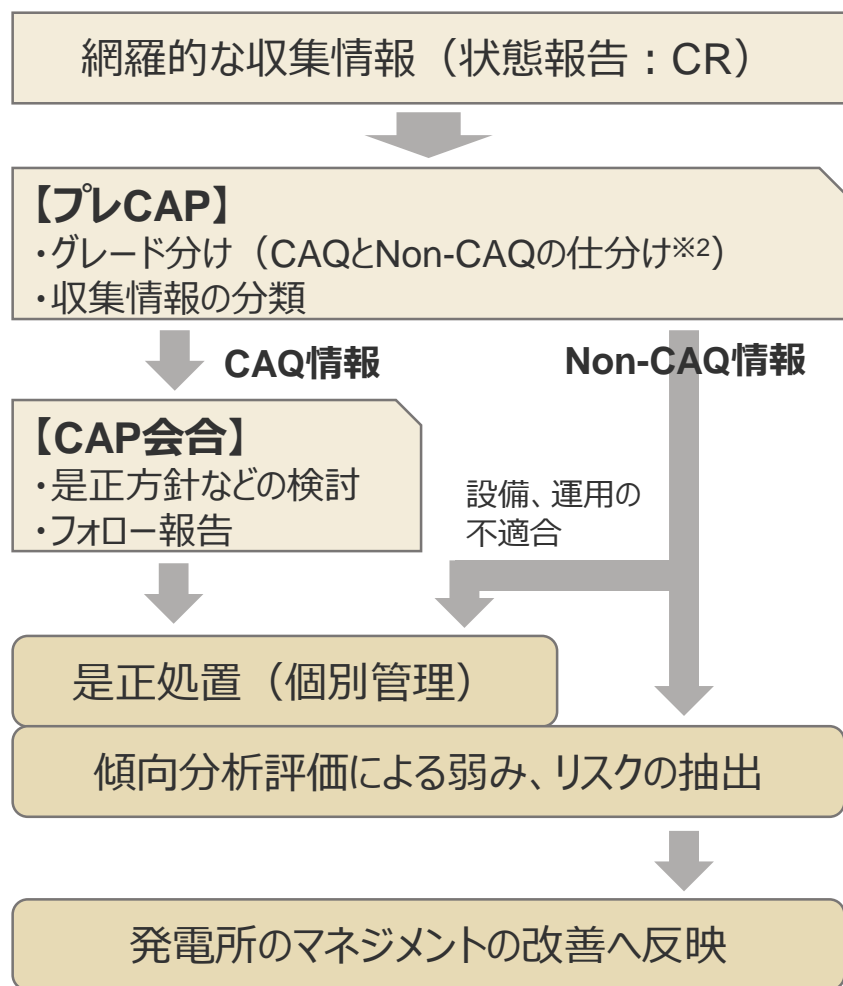 網羅的な収集情報（状態報告：CR）
【プレCAP】
・グレード分け（CAQとNon-CAQの仕分け※2）
・収集情報の分類
CAQ情報
Non-CAQ情報
【CAP会合】
・是正方針などの検討
・フォロー報告
設備、運用の
不適合
是正処置（個別管理）
傾向分析評価による弱み、リスクの抽出
発電所のマネジメントの改善へ反映